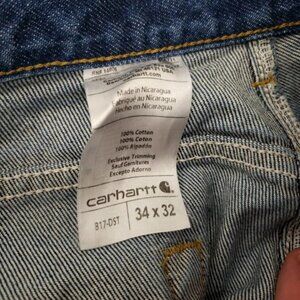 Made in Nicaragua
Fabriqué au Nicaragua
Hecho en Nicaragua
100% Cotton
100% Coton
100% Algodón
Exclusive Trimming
Sauf Garnitures
Excepto Adorno
carhartt
B17-DST 34 x 32